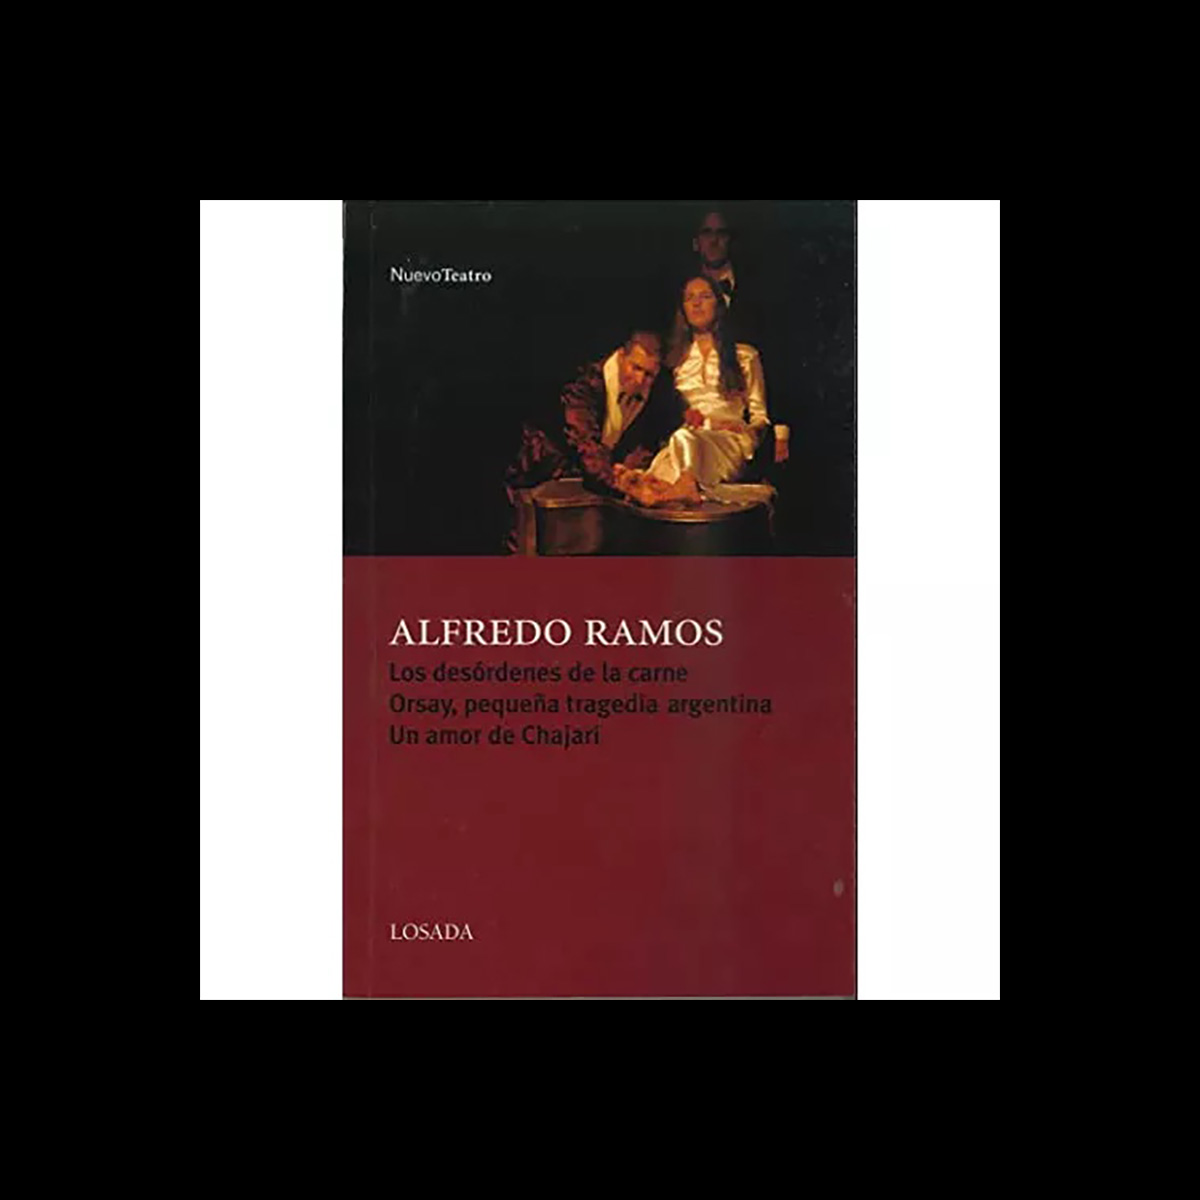 NuevoTeatro
ALFREDO RAMOS
Los desórdenes de la carne
Orsay, pequeña tragedia argentina
Un amor de Chajarí
LOSADA